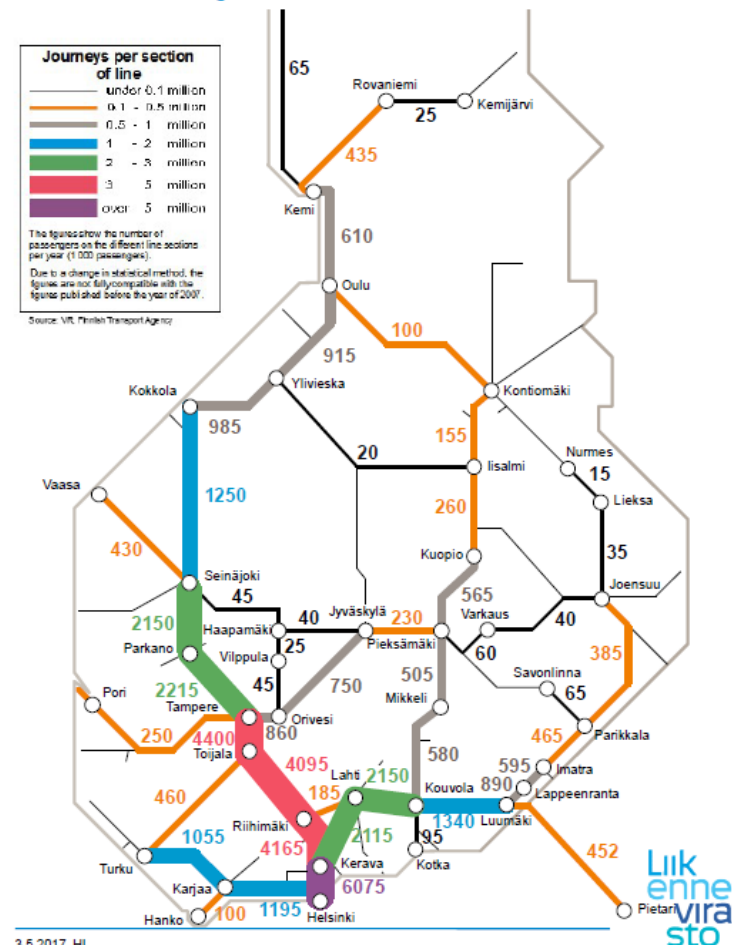 Journeys per section
of line
under 0.1 million
0.1 - 0.5 million
0.5 - 1 million
1 - 2 million
2 - 3 million
3 5 million
over 5 million
The figures show the number of
passengers on the different line sections
per year (1 000 passengers).
Due to a change in statistical method, the
figures are not fully compatible with the
figures published before the year of 2007.
Source: VR, Finnish Transport Agency
65
Rovaniemi
25
Kemijärvi
435
Kemi
610
Oulu
100
915
Ylivieska
Kokkola
985
Kontiomäki
155
20
Iisalmi
Nurmes
15
Lieksa
Vaasa
1250
260
430
Kuopio
35
Seinäjoki
45
565
Joensuu
2150
Haapamäki
40
Jyväskylä
230
Pieksämäki
Varkaus
40
60
Parkano
25
Vilppula
385
2215
45
750
505
Savonlinna
65
Pori
Tampere
Orivesi
Mikkeli
250
860
Parikkala
4400
Toijala
580
465
4095
Lahti
2150
Kouvola
595
Imatra
890
Lappeenranta
460
185
1340
Luumäki
Riihimäki
2115
95
Kotka
452
1055
4165
Turku
Kerava
Karjaa
6075
1195
Helsinki
Hanko
100
Pietari
Liik
enne
vira
sto
3.5.2017 HL